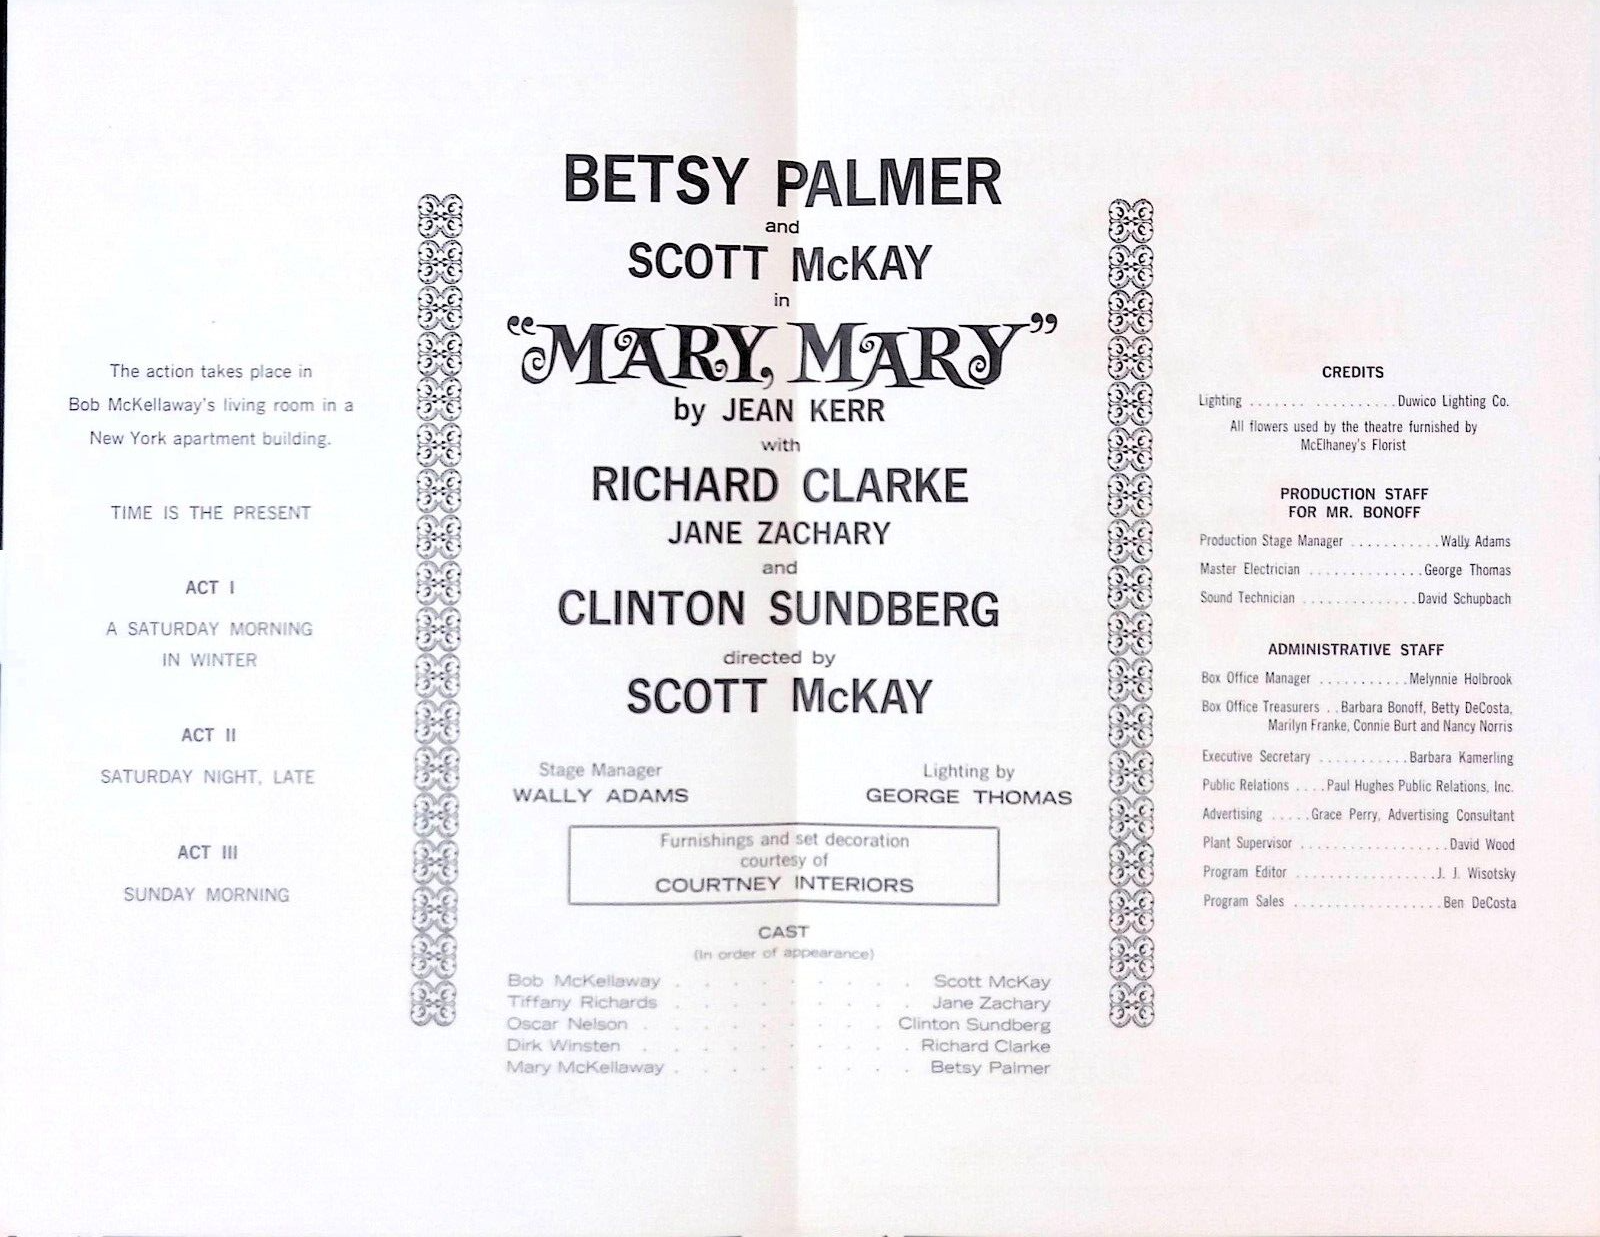 The action takes place in
Bob McKellaway's living room in a
New York apartment building.
TIME IS THE PRESENT
ACT I
A SATURDAY MORNING
IN WINTER
ACT II
SATURDAY NIGHT, LATE
ACT III
SUNDAY MORNING
BETSY PALMER
and
SCOTT McKAY
in
"MARY, MARY"
by JEAN KERR
with
RICHARD CLARKE
JANE ZACHARY
and
CLINTON SUNDBERG
directed by
SCOTT McKAY
Stage Manager
WALLY ADAMS
Lighting by
GEORGE THOMAS
Furnishings and set decoration
courtesy of
COURTNEY INTERIORS
CAST
(In order of appearance)
Bob McKellaway . . . . . . . . . Scott McKay
Tiffany Richards . . . . . . . . . Jane Zachary
Oscar Nelson . . . . . . . . . Clinton Sundberg
Dirk Winsten . . . . . . . . . . Richard Clarke
Mary McKellaway . . . . . . . . . Betsy Palmer
CREDITS
Lighting ....... ..........Duwico Lighting Co.
All flowers used by the theatre furnished by
McElhaney's Florist
PRODUCTION STAFF
FOR MR. BONOFF
Production Stage Manager ...........Wally Adams
Master Electrician ..............George Thomas
Sound Technician ..............David Schupbach
ADMINISTRATIVE STAFF
Box Office Manager ...........Melynnie Holbrook
Box Office Treasurers ..Barbara Bonoff, Betty DeCosta,
Marilyn Franke, Connie Burt and Nancy Norris
Executive Secretary ...........Barbara Kamerling
Public Relations ....Paul Hughes Public Relations, Inc.
Advertising .....Grace Perry, Advertising Consultant
Plant Supervisor ..................David Wood
Program Editor .................J. J. Wisotsky
Program Sales ..................Ben DeCosta